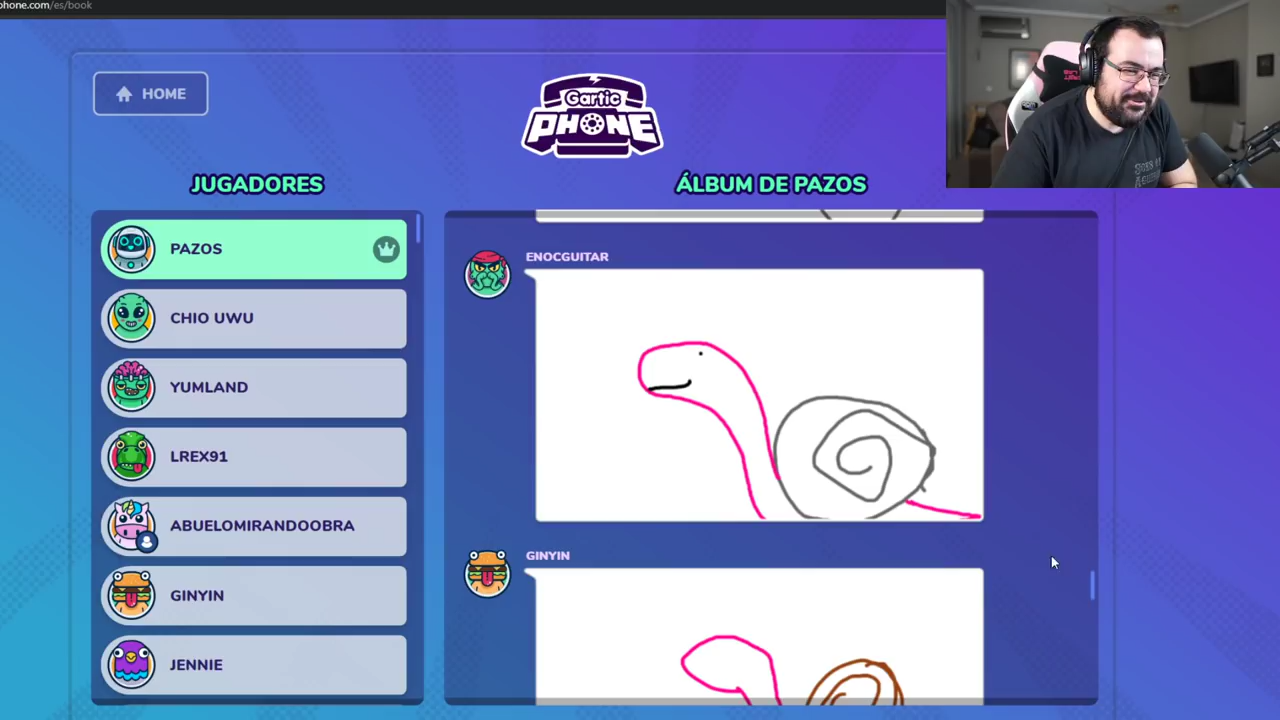 phone.com/es/book
HOME
Gartic
PHONE
JUGADORES
ÁLBUM DE PAZOS
PAZOS
CHIO UWU
YUMLAND
LREX91
ABUELOMIRANDOOBRA
GINYIN
JENNIE
ENOCGUITAR
GINYIN